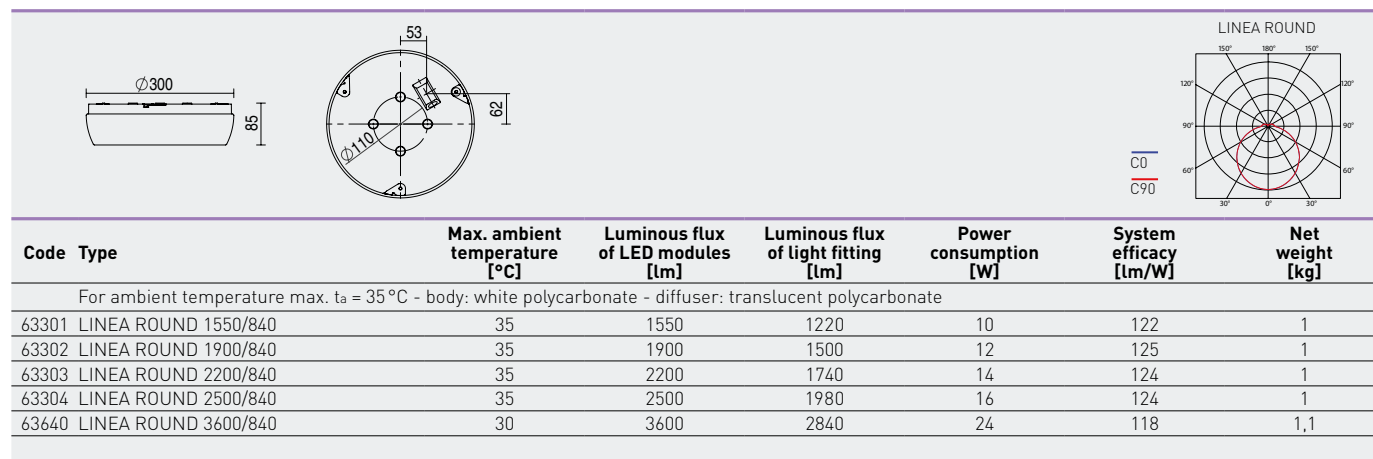 ∅300
85
53
62
∅110
LINEA ROUND
150° 180° 150°
120° 120°
90° 90°
60° 60°
30° 0° 30°
C0
C90
Code Type Max. ambient temperature [°C] Luminous flux of LED modules [lm] Luminous flux of light fitting [lm] Power consumption [W] System efficacy [lm/W] Net weight [kg]
For ambient temperature max. ta = 35 °C - body: white polycarbonate - diffuser: translucent polycarbonate
63301 LINEA ROUND 1550/840 35 1550 1220 10 122 1
63302 LINEA ROUND 1900/840 35 1900 1500 12 125 1
63303 LINEA ROUND 2200/840 35 2200 1740 14 124 1
63304 LINEA ROUND 2500/840 35 2500 1980 16 124 1
63640 LINEA ROUND 3600/840 30 3600 2840 24 118 1,1